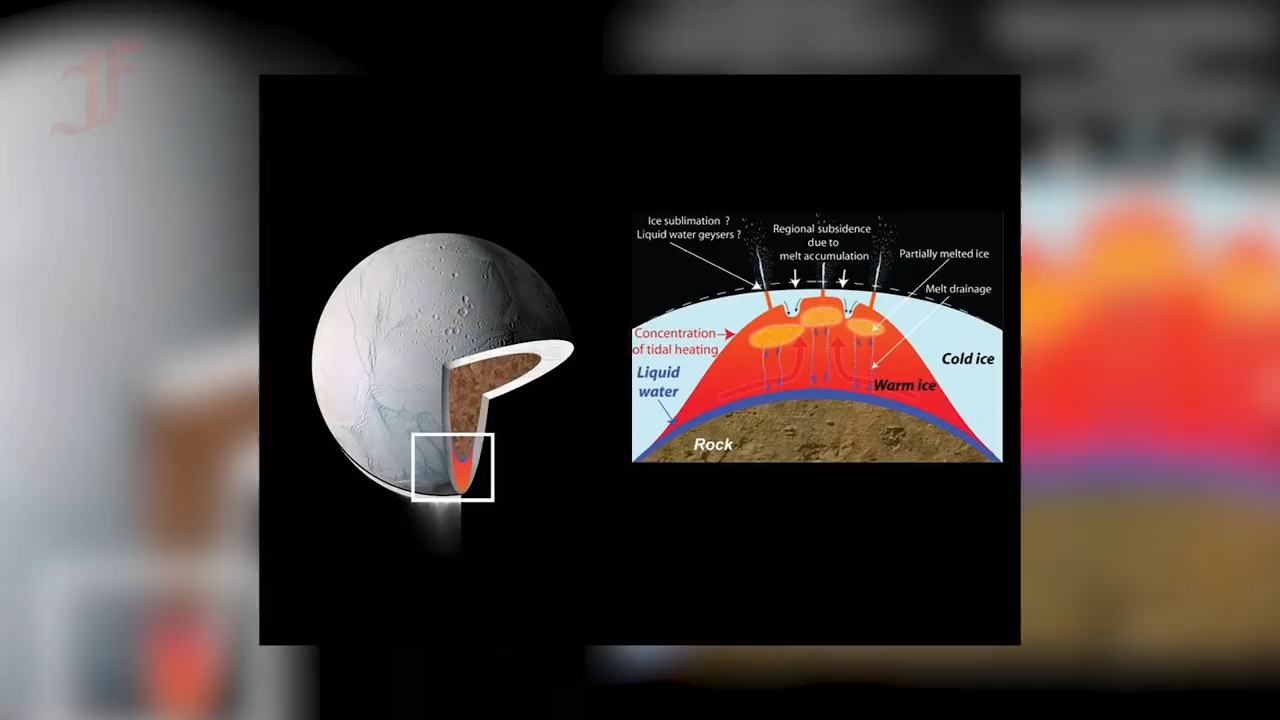 Ice sublimation ?
Liquid water geysers ?
Regional subsidence
due to
melt accumulation
Partially melted ice
Melt drainage
Concentration
of tidal heating
Liquid
water
Cold ice
Warm ice
Rock